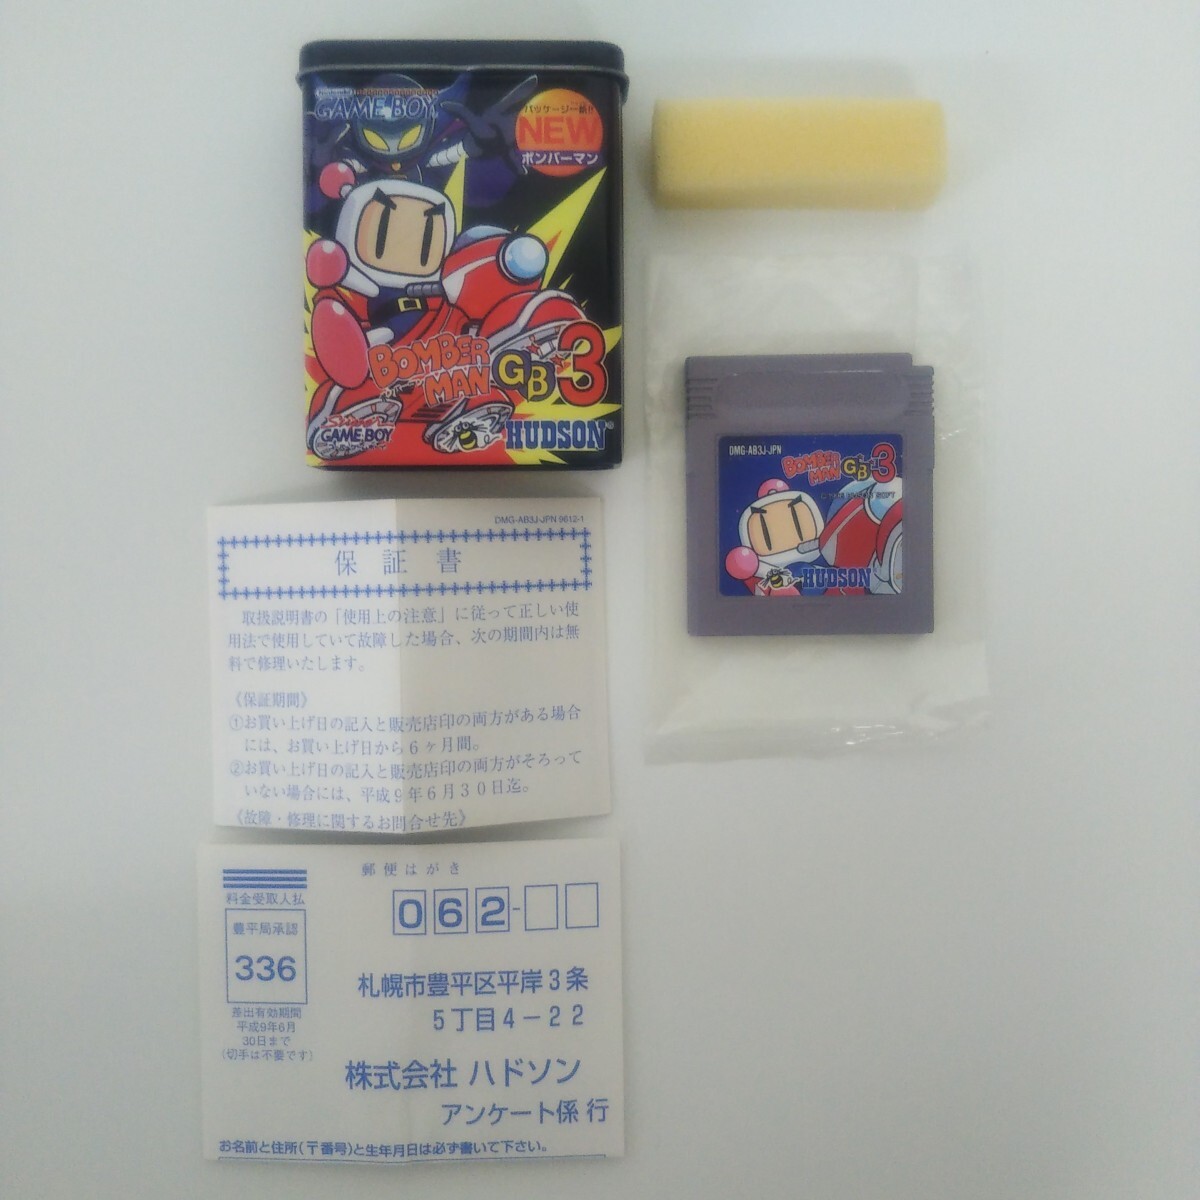 Nintendo
GAME BOY
パッケージ一新!!
NEW
ボンバーマン
BOMBER
MAN
GB3
GAME BOY
HUDSON
DMG-AB3J-JPN
BOMBER
MAN GB3
HUDSON
DMG-AB3J-JPN 9612-1
保証書
取扱説明書の「使用上の注意」に従って正しい使
用法で使用していて故障した場合、次の期間内は無
料で修理いたします。
《保証期間》
①お買い上げ日の記入と販売店印の両方がある場合
には、お買い上げ日から6ヶ月間。
②お買い上げ日の記入と販売店印の両方がそろって
いない場合には、平成9年6月30日迄。
《故障・修理に関するお問合せ先》
郵便はがき
料金受取人払
062-
豊平局承認
336
札幌市豊平区平岸3条
5丁目4-22
差出有効期間
平成9年6月
30日まで
(切手は不要です)
株式会社 ハドソン
アンケート係 行
お名前と住所(〒番号)と生年月日は必ず書いて下さい。